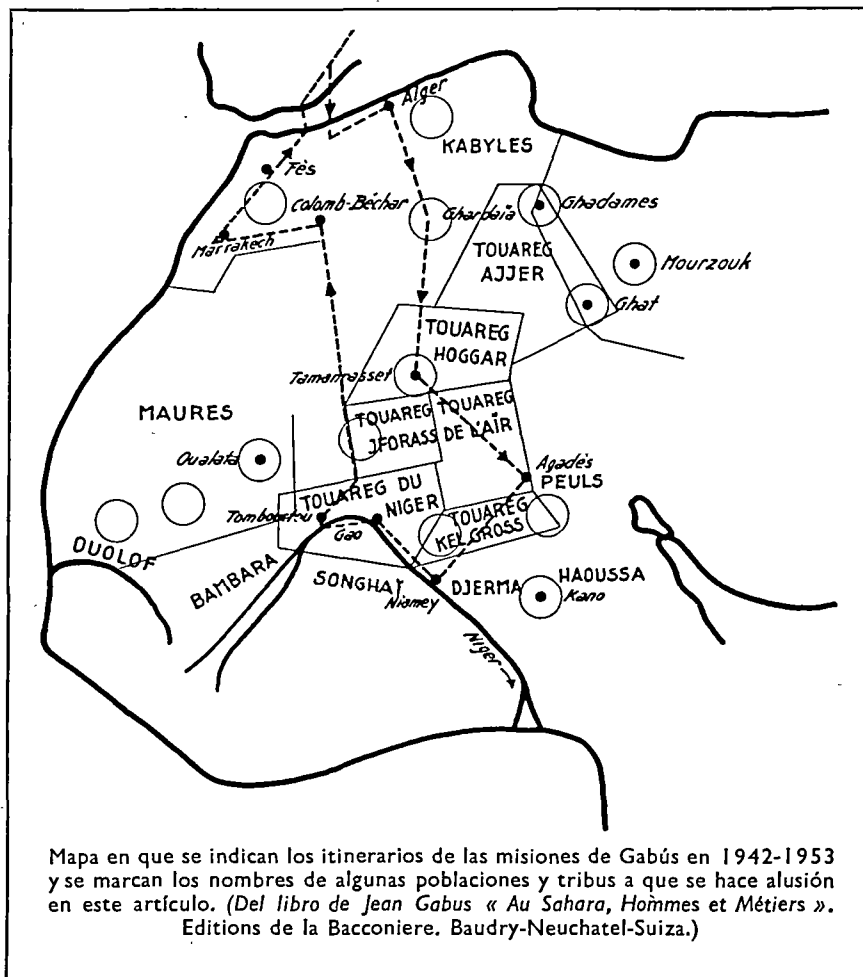 Alger
KABYLES
Fès
Colomb-Béchar
Ghardaïa
Ghadames
Marrakech
TOUAREG
AJJER
Mourzouk
Ghat
TOUAREG
HOGGAR
Tamanrasset
MAURES
TOUAREG
JFORASS
TOUAREG
DE L'AÏR
Oualata
Agadès
PEULS
TOUAREG DU
NIGER
Tombouctou
Gao
TOUAREG
KEL GROSS
OUOLOF
BAMBARA
SONGHAY
Niamey
DJERMA
HAOUSSA
Kano
Niger
Mapa en que se indican los itinerarios de las misiones de Gabús en 1942-1953
y se marcan los nombres de algunas poblaciones y tribus a que se hace alusión
en este artículo. (Del libro de Jean Gabus « Au Sahara, Hommes et Métiers ».
Editions de la Bacconiere. Baudry-Neuchatel-Suiza.)